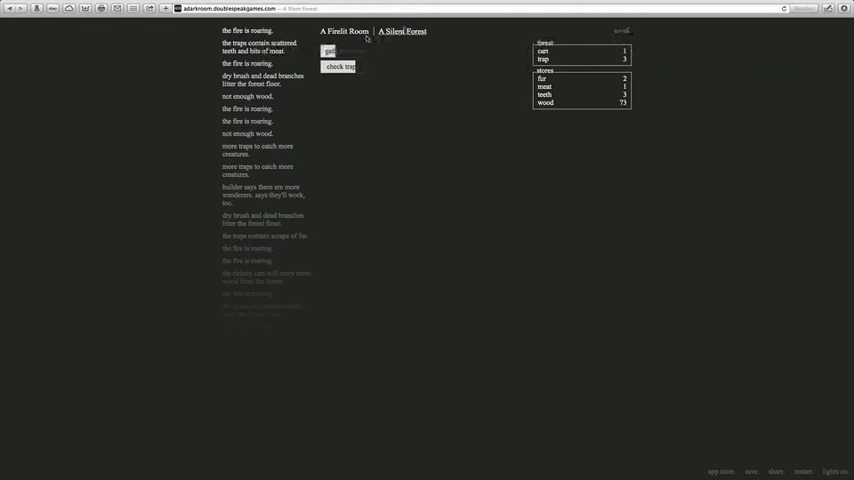 adarkroom.doublespeakgames.com — A Silent Forest
Reader
the fire is roaring.
the traps contain scattered
teeth and bits of meat.
the fire is roaring.
dry brush and dead branches
litter the forest floor.
not enough wood.
the fire is roaring.
the fire is roaring.
not enough wood.
more traps to catch more
creatures.
more traps to catch more
creatures.
builder says there are more
wanderers. says they'll work,
too.
dry brush and dead branches
litter the forest floor.
the traps contain scraps of fur.
the fire is roaring.
the fire is roaring.
the rickety cart will carry more
wood from the forest.
the fire is roaring.
A Firelit Room | A Silent Forest
check trap
forest
cart 1
trap 3
stores
fur 2
meat 1
teeth 3
wood 73
app store. save. share. restart. lights on.